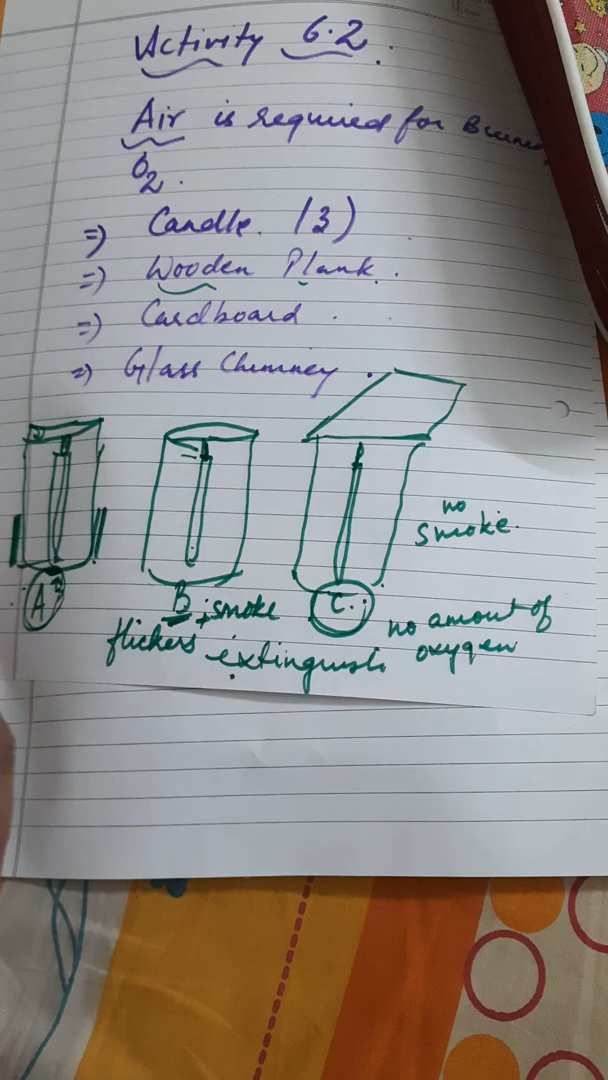 Activity 6.2.
Air is required for
O2.
⇒ Candle. (3)
⇒ Wooden Plank.
⇒ Cardboard.
⇒ Glass Chimney.
no
smoke.
A
B ; smoke
C.
flickers extinguish
no amount of
oxygen